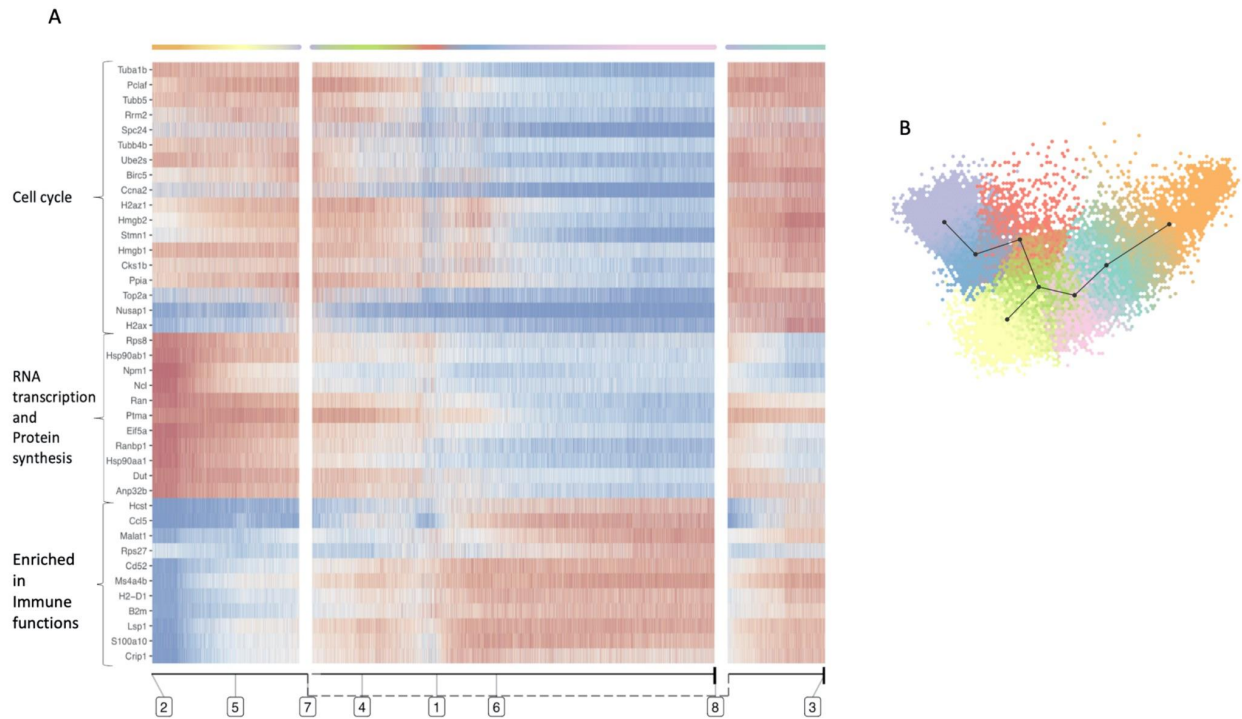 A
B
Cell cycle
Tuba1b
Pclaf
Tubb5
Rrm2
Spc24
Tubb4b
Ube2s
Birc5
Ccna2
H2az1
Hmgb2
Stmn1
Hmgb1
Cks1b
Ppia
Top2a
Nusap1
H2ax
RNA
transcription
and
Protein
synthesis
Rps8
Hsp90ab1
Npm1
Ncl
Ran
Ptma
Eif5a
Ranbp1
Hsp90aa1
Dut
Anp32b
Enriched
in
Immune
functions
Hcst
Ccl5
Malat1
Rps27
Cd52
Ms4a4b
H2-D1
B2m
Lsp1
S100a10
Crip1
2 5 7 4 1 6 8 3